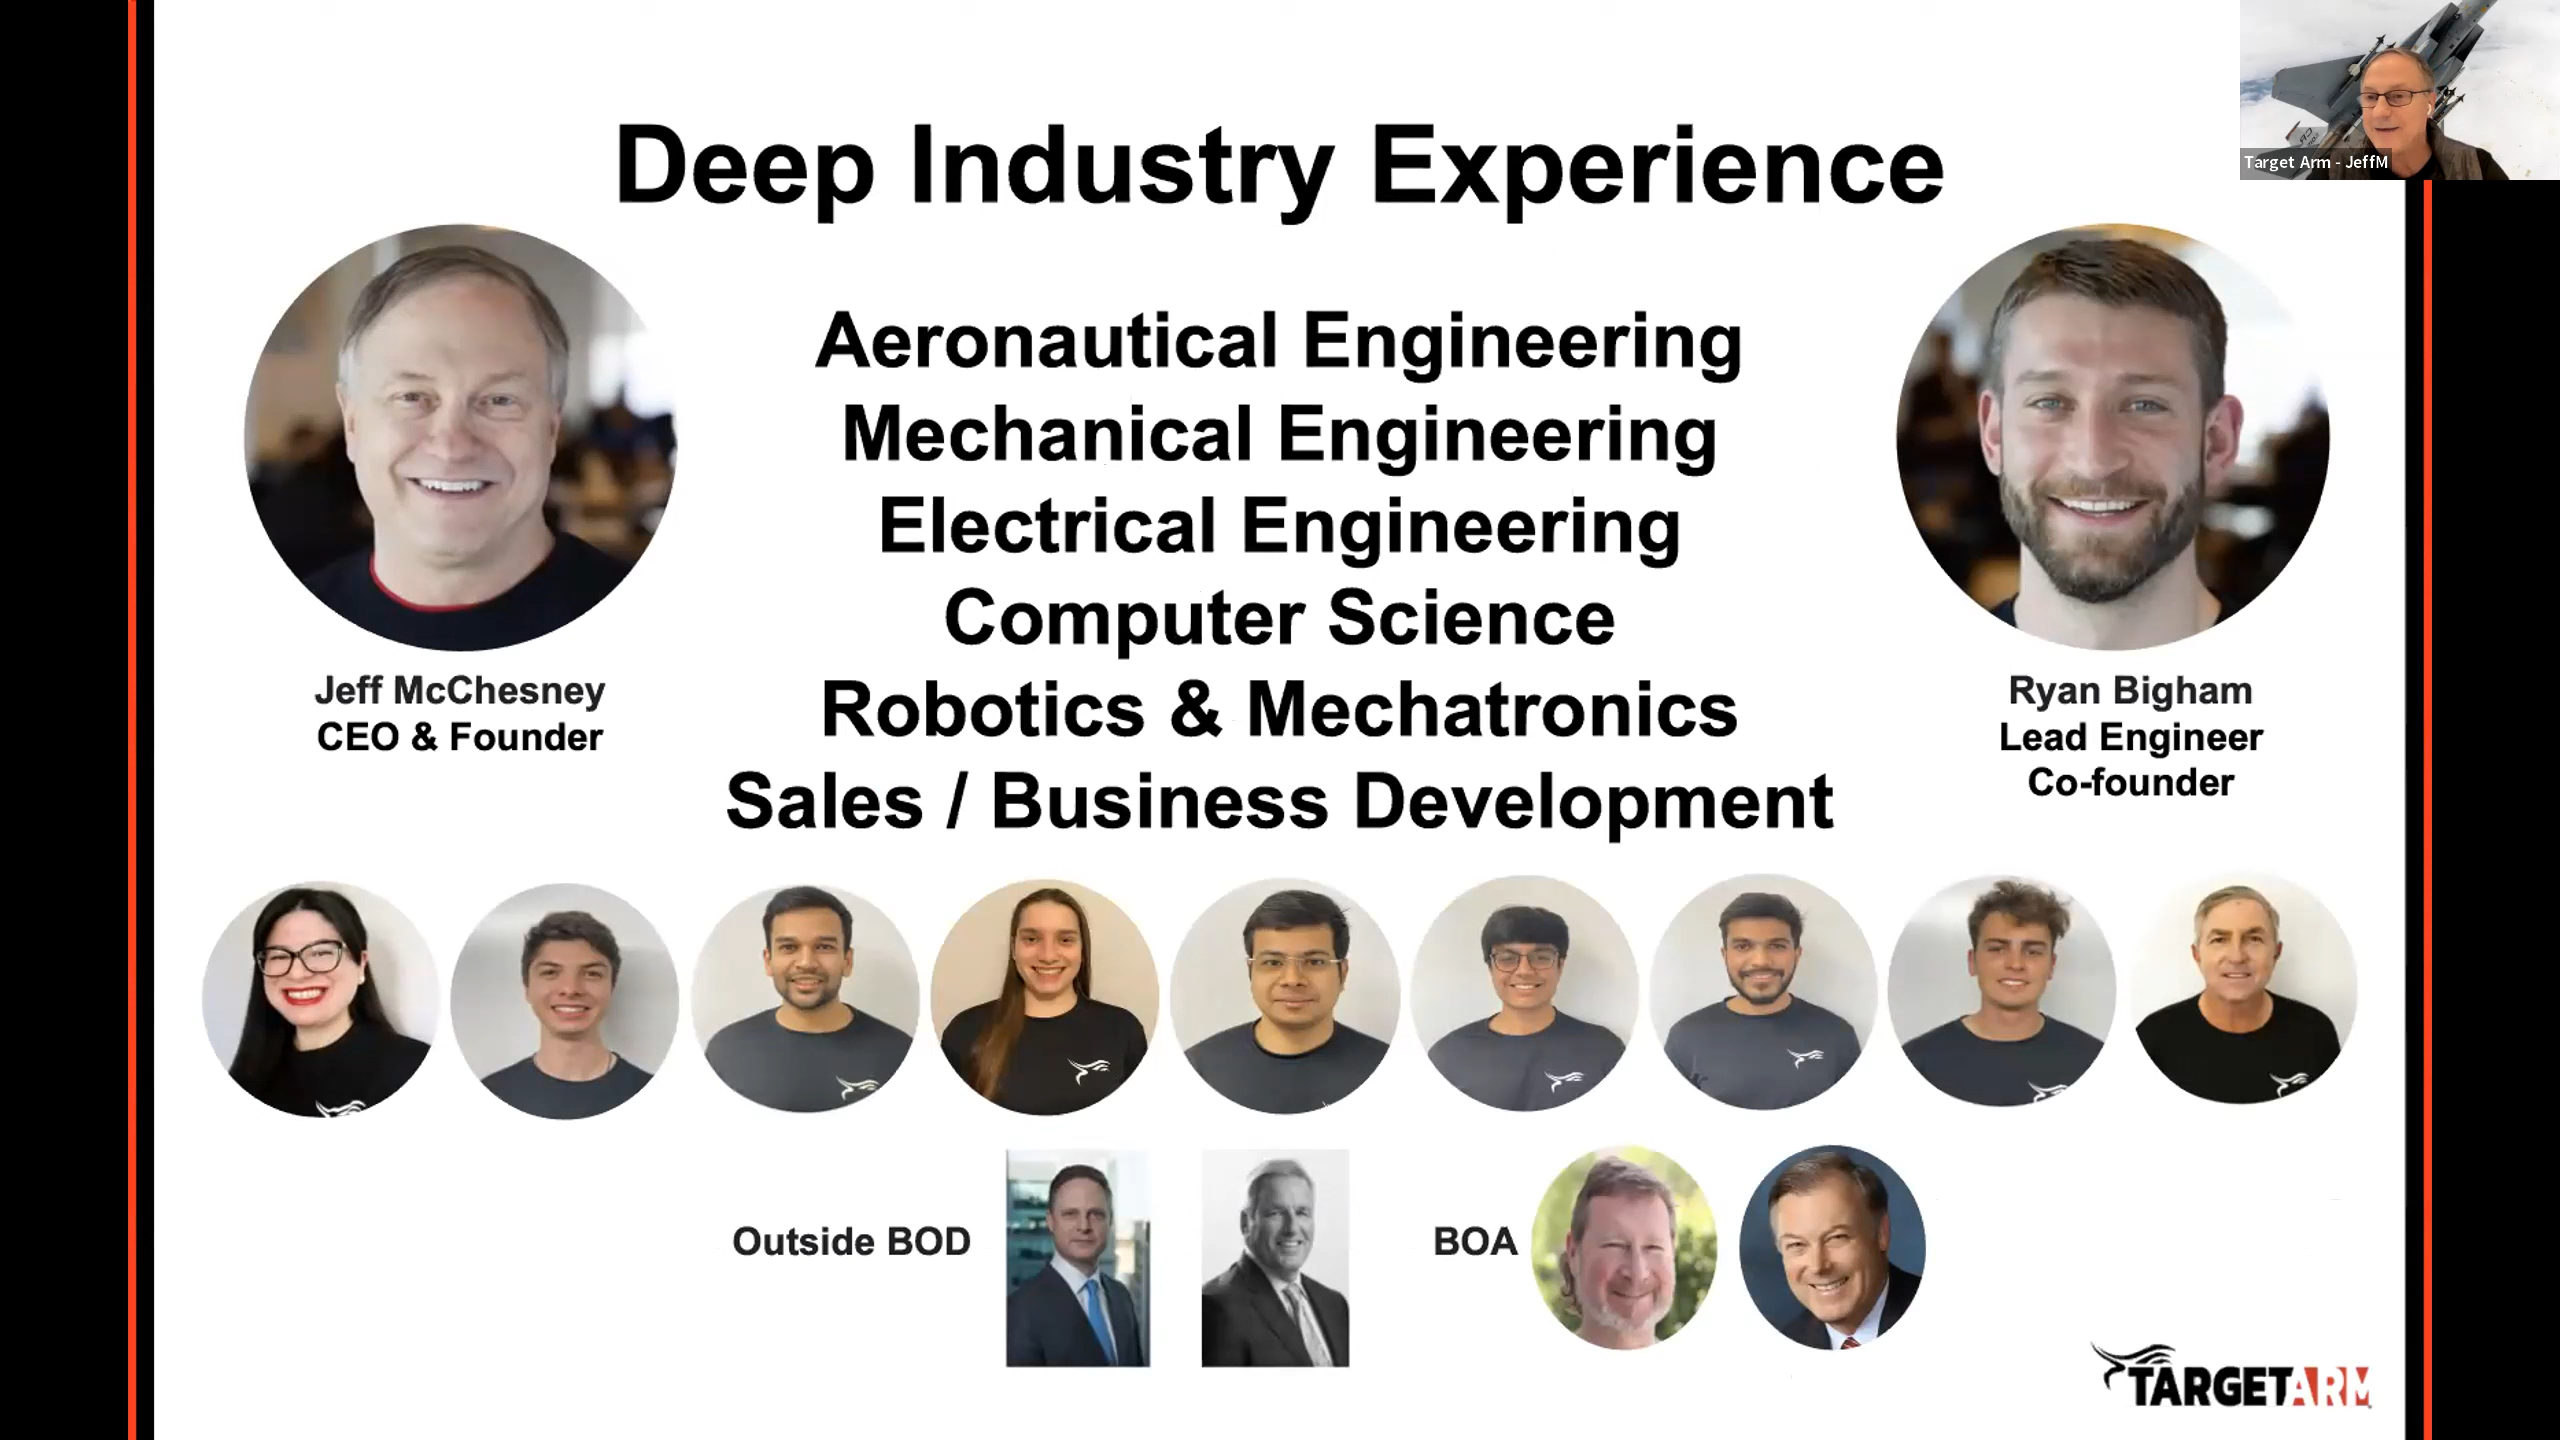 Deep Industry Experience
Target Arm - JeffM
Aeronautical Engineering
Mechanical Engineering
Electrical Engineering
Computer Science
Robotics & Mechatronics
Sales / Business Development
Jeff McChesney
CEO & Founder
Ryan Bigham
Lead Engineer
Co-founder
Outside BOD
BOA
TARGETARM